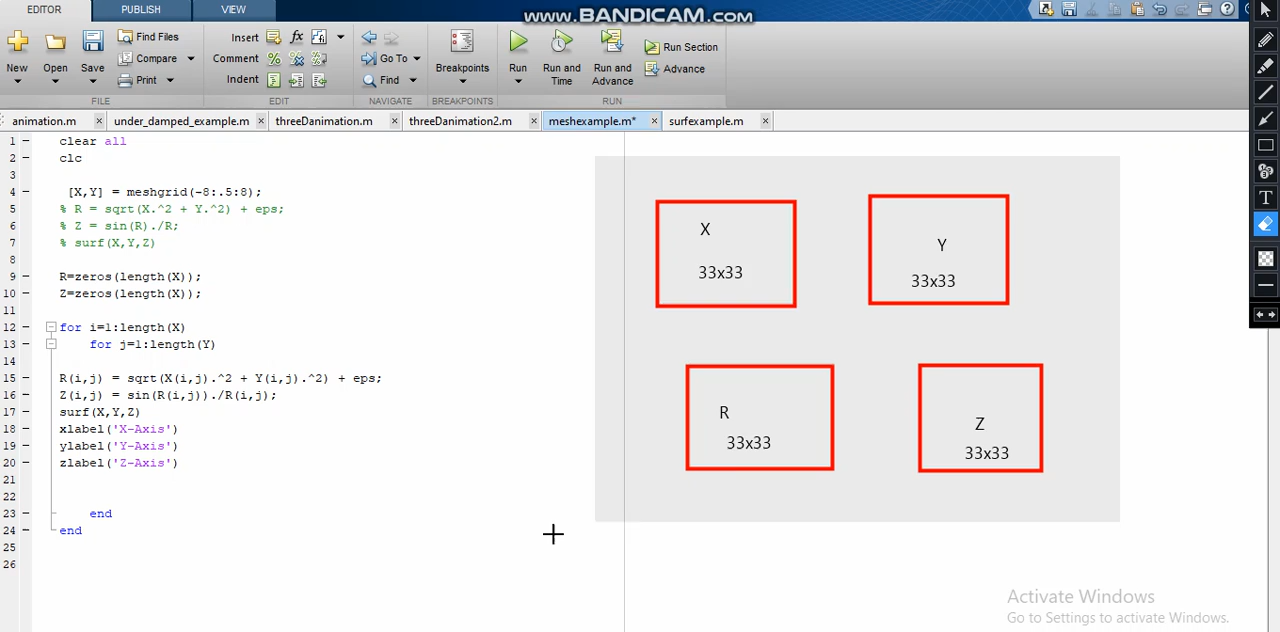 EDITOR PUBLISH VIEW
www.BANDICAM.com
New Open Save Find Files Compare Print
FILE
Insert Comment Indent
EDIT
Go To Find
NAVIGATE
Breakpoints
BREAKPOINTS
Run Run and Time Run and Advance Run Section Advance
RUN
animation.m under_damped_example.m threeDanimation.m threeDanimation2.m meshexample.m* surfexample.m
1 clear all
2 clc
3
4 [X,Y] = meshgrid(-8:.5:8);
5 % R = sqrt(X.^2 + Y.^2) + eps;
6 % Z = sin(R)./R;
7 % surf(X,Y,Z)
8
9 R=zeros(length(X));
10 Z=zeros(length(X));
11
12 for i=1:length(X)
13 for j=1:length(Y)
14
15 R(i,j) = sqrt(X(i,j).^2 + Y(i,j).^2) + eps;
16 Z(i,j) = sin(R(i,j))./R(i,j);
17 surf(X,Y,Z)
18 xlabel('X-Axis')
19 ylabel('Y-Axis')
20 zlabel('Z-Axis')
21
22
23 end
24 end
25
26
X
33x33
Y
33x33
R
33x33
Z
33x33
Activate Windows
Go to Settings to activate Windows.